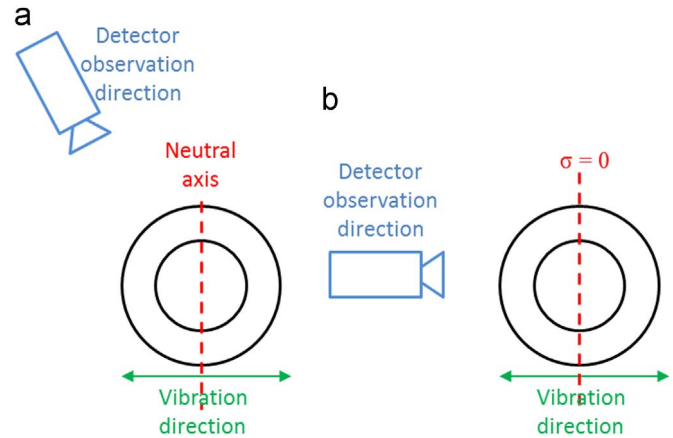 a
Detector
observation
direction
Neutral
axis
Vibration
direction
b
Detector
observation
direction
σ = 0
Vibration
direction